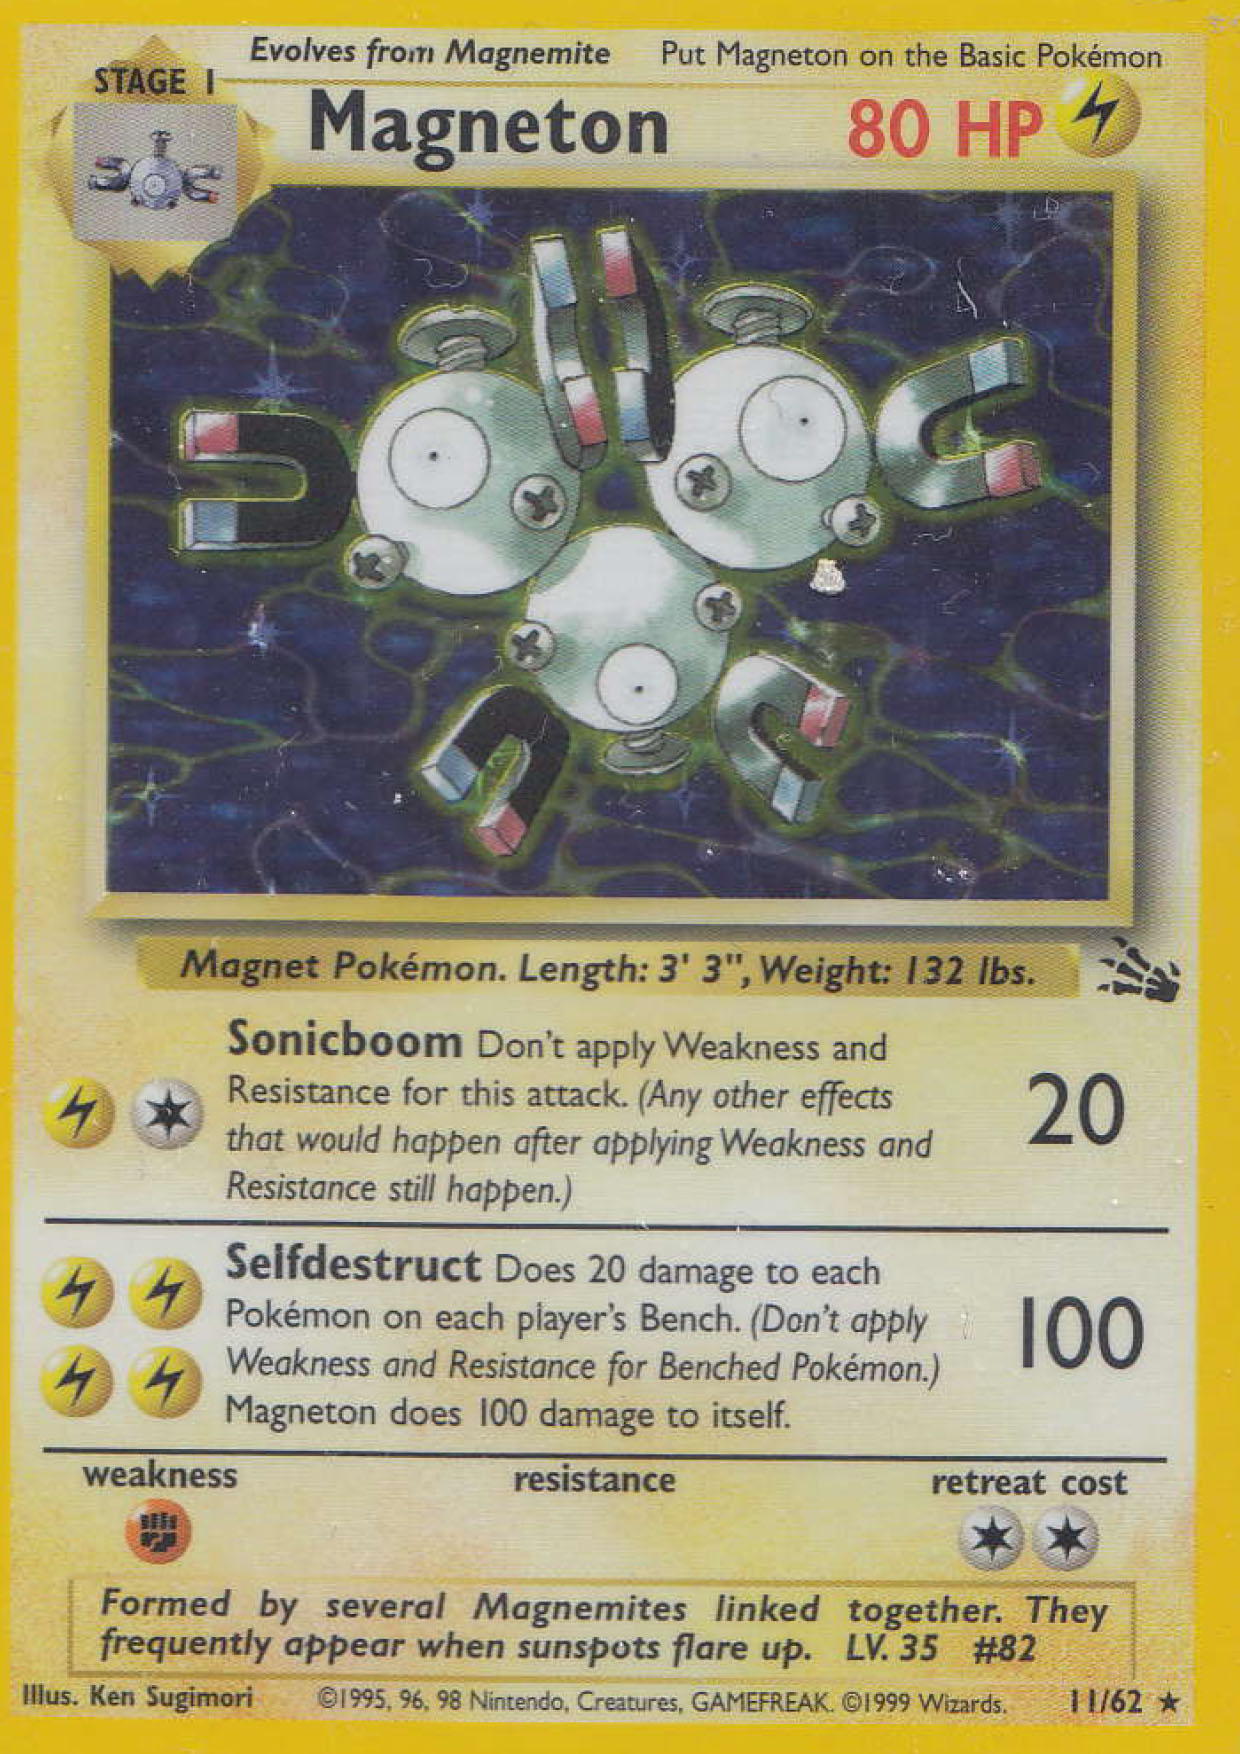 Evolves from Magnemite Put Magneton on the Basic Pokémon
STAGE 1
Magneton 80 HP
Magnet Pokémon. Length: 3' 3", Weight: 132 lbs.
Sonicboom Don't apply Weakness and
Resistance for this attack. (Any other effects
that would happen after applying Weakness and
Resistance still happen.)
20
Selfdestruct Does 20 damage to each
Pokémon on each player's Bench. (Don't apply
Weakness and Resistance for Benched Pokémon.)
Magneton does 100 damage to itself.
100
weakness resistance retreat cost
Formed by several Magnemites linked together. They
frequently appear when sunspots flare up. LV. 35 #82
Illus. Ken Sugimori ©1995, 96, 98 Nintendo, Creatures, GAMEFREAK. ©1999 Wizards. 11/62 ★